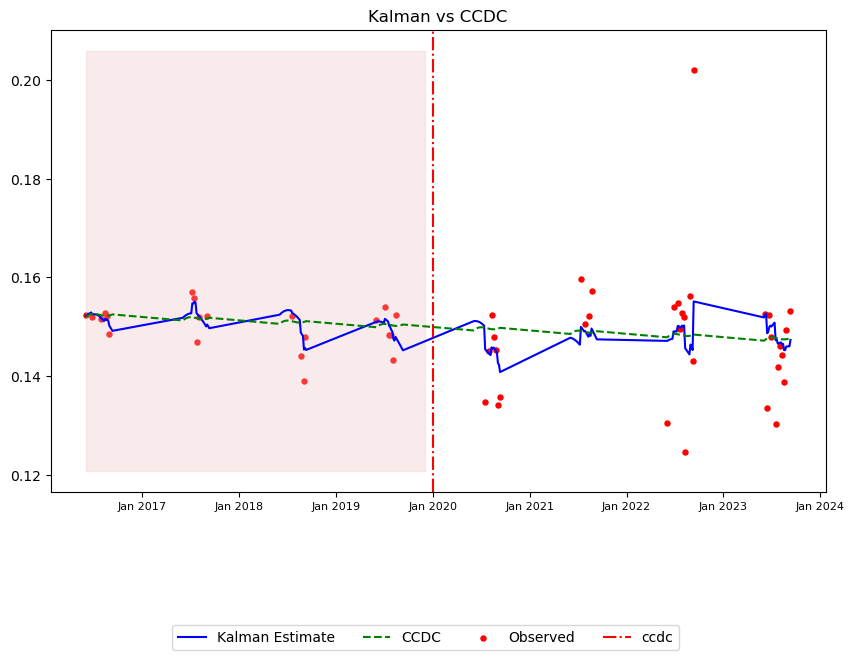 Kalman vs CCDC
0.20
0.18
0.16
0.14
0.12
Jan 2017 Jan 2018 Jan 2019 Jan 2020 Jan 2021 Jan 2022 Jan 2023 Jan 2024
Kalman Estimate CCDC Observed ccdc